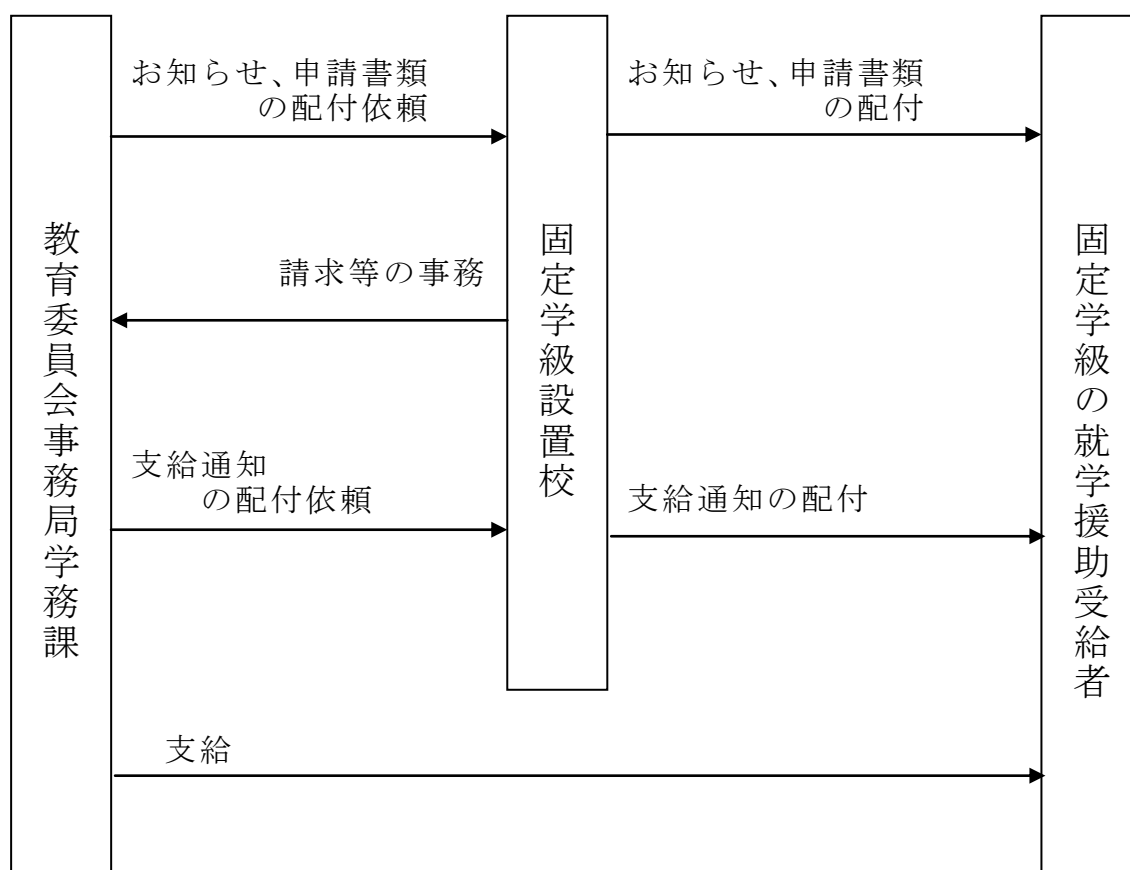 教育委員会事務局学務課
お知らせ、申請書類
の配付依頼
請求等の事務
支給通知
の配付依頼
支給
固定学級設置校
お知らせ、申請書類
の配付
支給通知の配付
固定学級の就学援助受給者